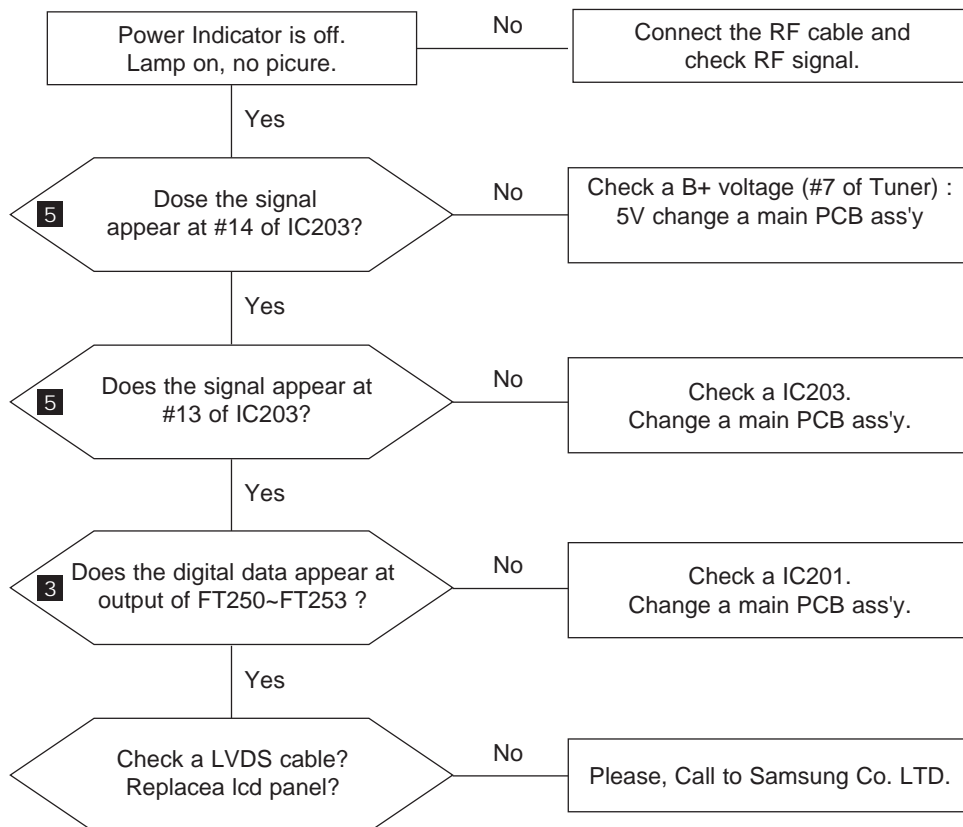 Power Indicator is off.
Lamp on, no picure.
No
Connect the RF cable and
check RF signal.
Yes
5
Dose the signal
appear at #14 of IC203?
No
Check a B+ voltage (#7 of Tuner) :
5V change a main PCB ass'y
Yes
5
Does the signal appear at
#13 of IC203?
No
Check a IC203.
Change a main PCB ass'y.
Yes
3
Does the digital data appear at
output of FT250~FT253 ?
No
Check a IC201.
Change a main PCB ass'y.
Yes
Check a LVDS cable?
Replacea lcd panel?
No
Please, Call to Samsung Co. LTD.